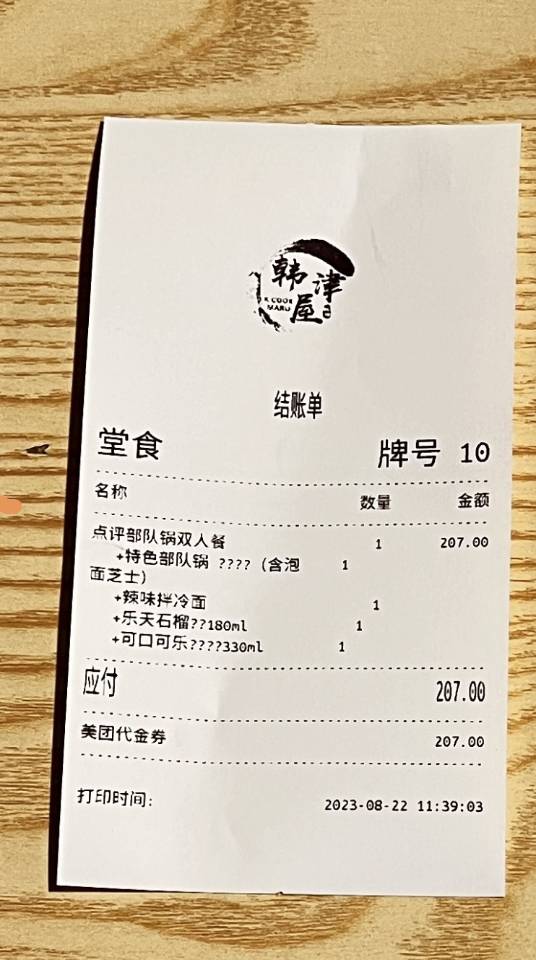 韩津
屋
K COOK
MARU
结账单
堂食 牌号 10
名称 数量 金额
点评部队锅双人餐 1 207.00
+特色部队锅 ????（含泡 1
面芝士）
+辣味拌冷面 1
+乐天石榴??180ml 1
+可口可乐????330ml 1
应付 207.00
美团代金券 207.00
打印时间: 2023-08-22 11:39:03